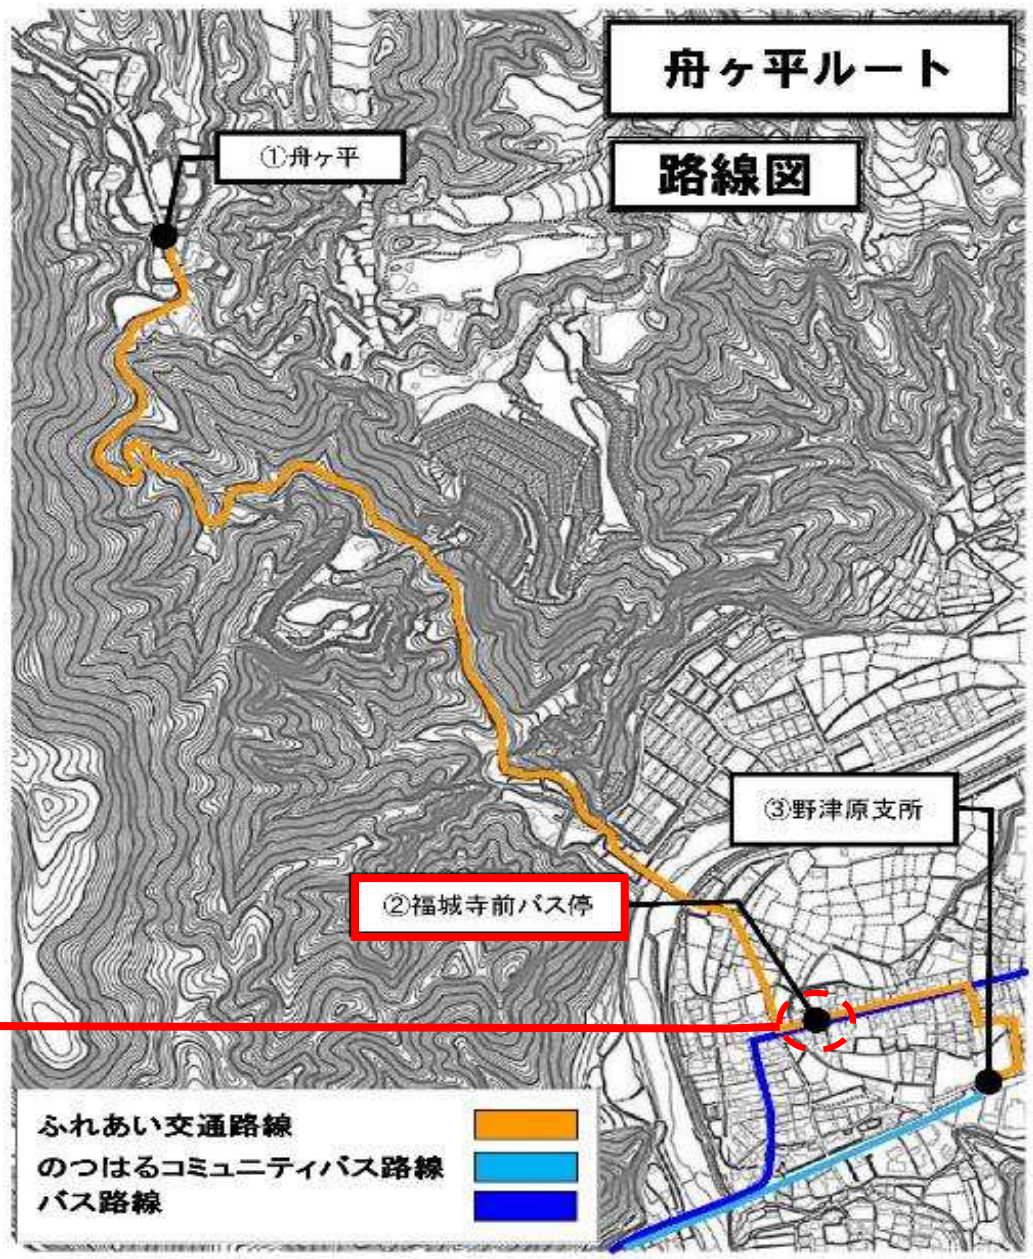 舟ヶ平ルート
路線図
①舟ヶ平
③野津原支所
②福城寺前バス停
ふれあい交通路線
のつはるコミュニティバス路線
バス路線